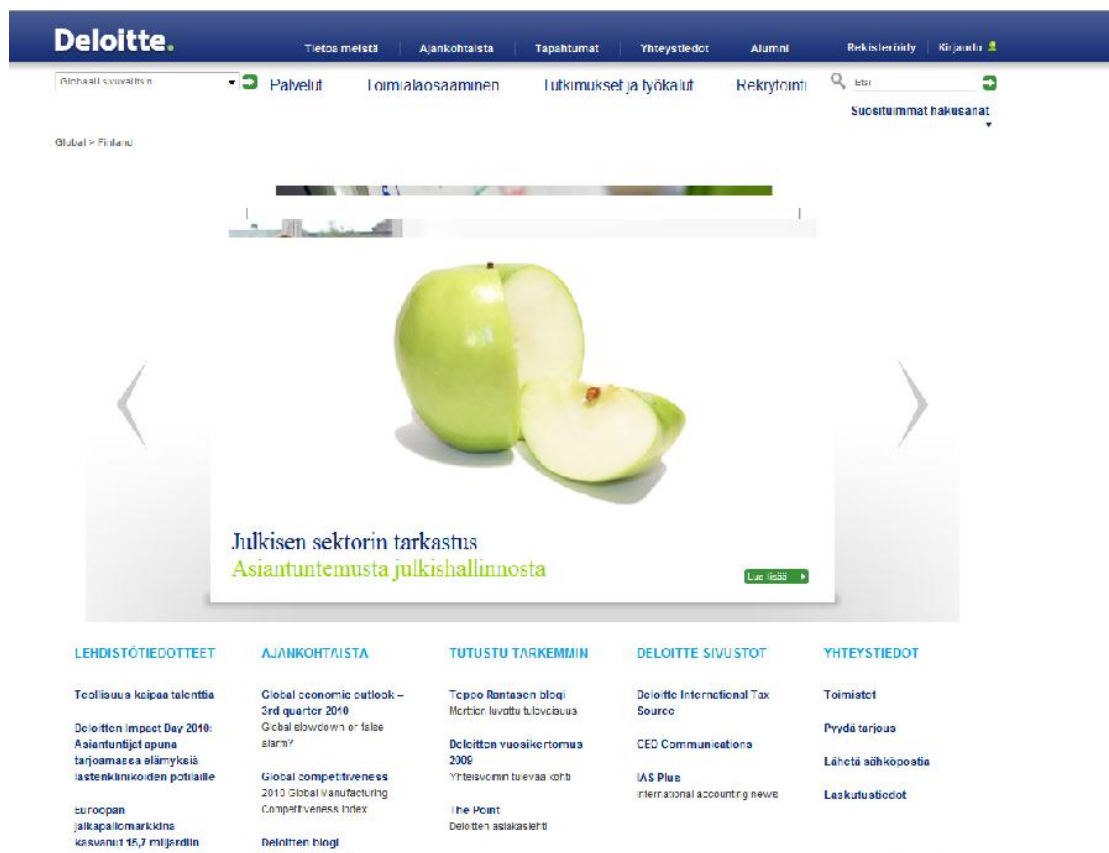 Deloitte.
Tietoa meistä
Ajankohtaista
Tapahtumat
Yhteystiedot
Alumni
Rekisteröidy
Kirjaudu
Globaali sivuvalitsin
Palvelut
Toimialaosaaminen
Tutkimukset ja työkalut
Rekrytointi
Etsi
Suosituimmat hakusanat
Global > Finland
Julkisen sektorin tarkastus
Asiantuntemusta julkishallinnosta
Lue lisää
LEHDISTÖTIEDOTTEET
Teollisuus kaipaa talenttia
Deloitten Impact Day 2010:
Asiantuntijat apuna
tarjoamassa elämyksiä
lastenklinikoiden potilaille
Euroopan
jalkapallomarkkina
kasvanut 15,7 miljardiin
AJANKOHTAISTA
Global economic outlook –
3rd quarter 2010
Global slowdown or false
alarm?
Global competitiveness
2010 Global Manufacturing
Competitiveness Index
Deloitten blogi
TUTUSTU TARKEMMIN
Teppo Rantasen blogi
Marttien luvattu tulevaisuus
Deloitten vuosikertomus
2009
Yhteisvoimin tulevaa kohti
The Point
Deloitten asiakaslehti
DELOITTE SIVUSTOT
Deloitte International Tax
Source
CEO Communications
IAS Plus
International accounting news
YHTEYSTIEDOT
Toimistot
Pyydä tarjous
Lähetä sähköpostia
Laskutustiedot